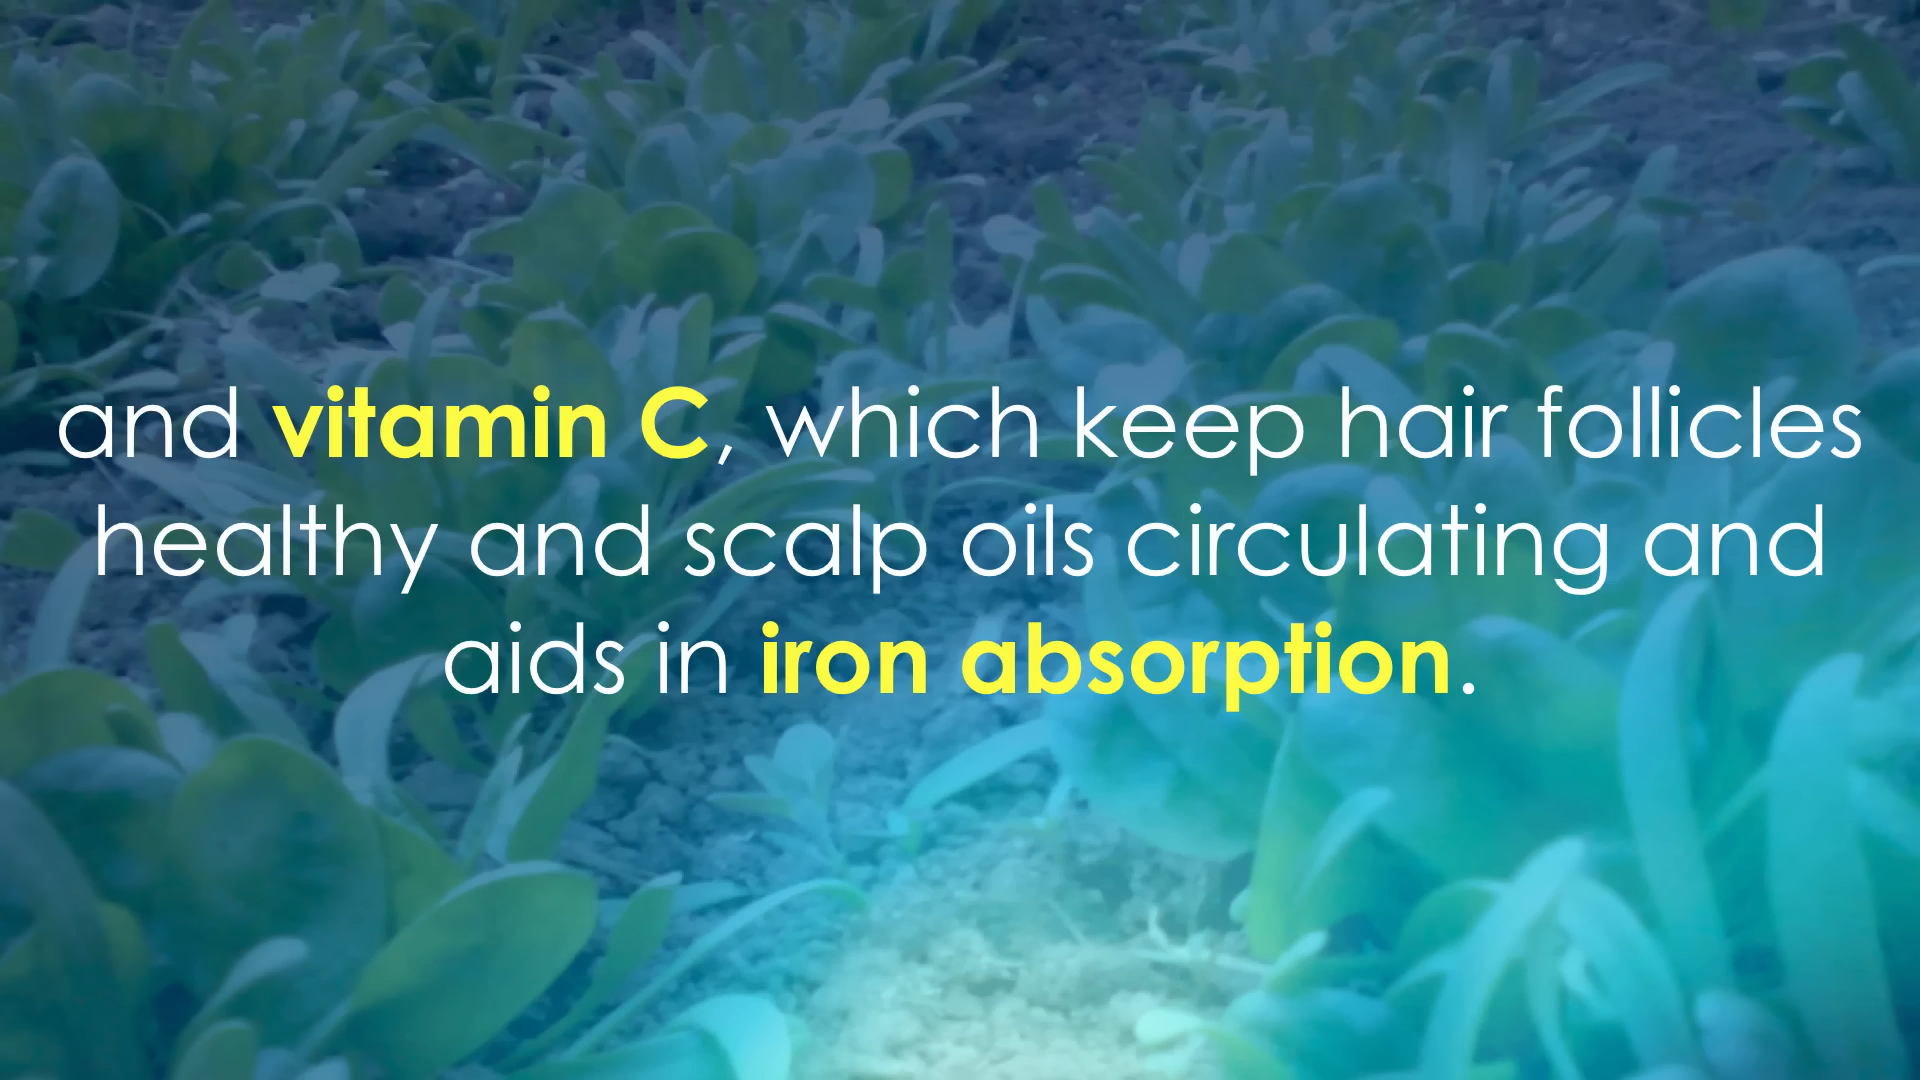 and vitamin C, which keep hair follicles
healthy and scalp oils circulating and
aids in iron absorption.